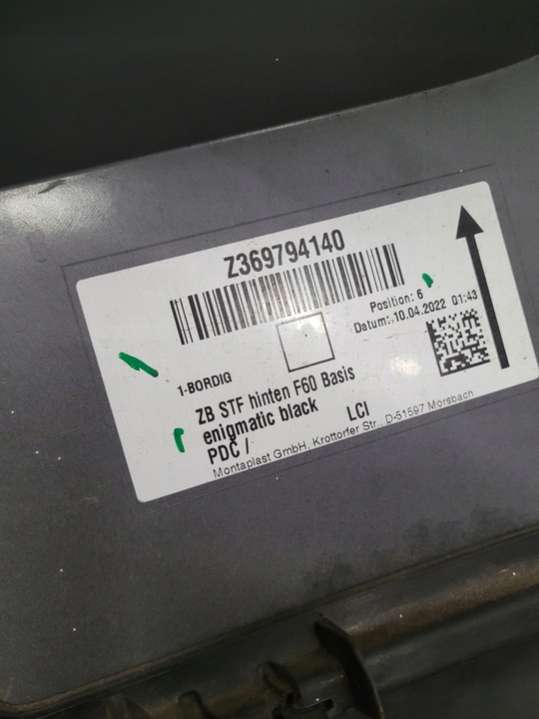 Z369794140
Position: 6
Datum:. 10.04.2022 01:43
1-BORDIG
ZB STF hinten F60 Basis
enigmatic black LCI
PDC /
Montaplast GmbH, Krottorfer Str., D-51597 Morsbach